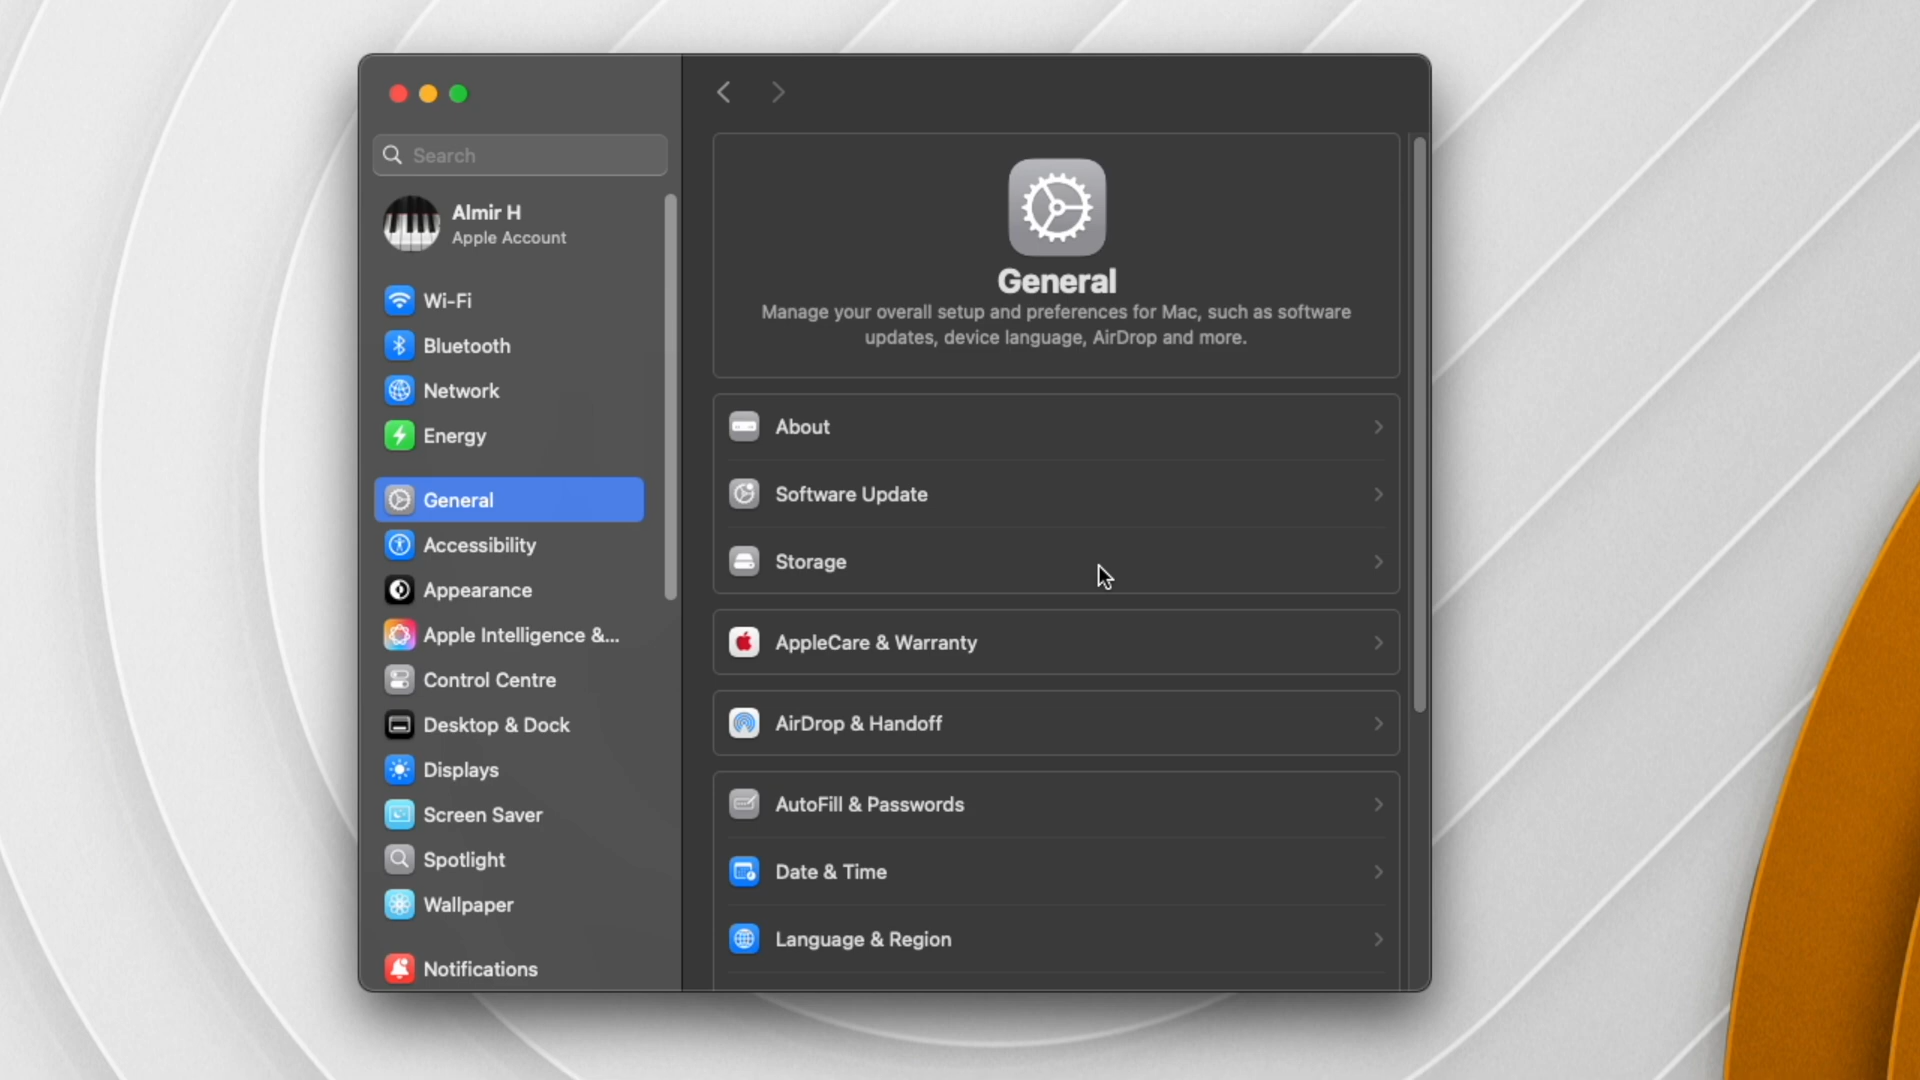 Search
Almir H
Apple Account
Wi-Fi
Bluetooth
Network
Energy
General
Accessibility
Appearance
Apple Intelligence &...
Control Centre
Desktop & Dock
Displays
Screen Saver
Spotlight
Wallpaper
Notifications
General
Manage your overall setup and preferences for Mac, such as software
updates, device language, AirDrop and more.
About
Software Update
Storage
AppleCare & Warranty
AirDrop & Handoff
AutoFill & Passwords
Date & Time
Language & Region